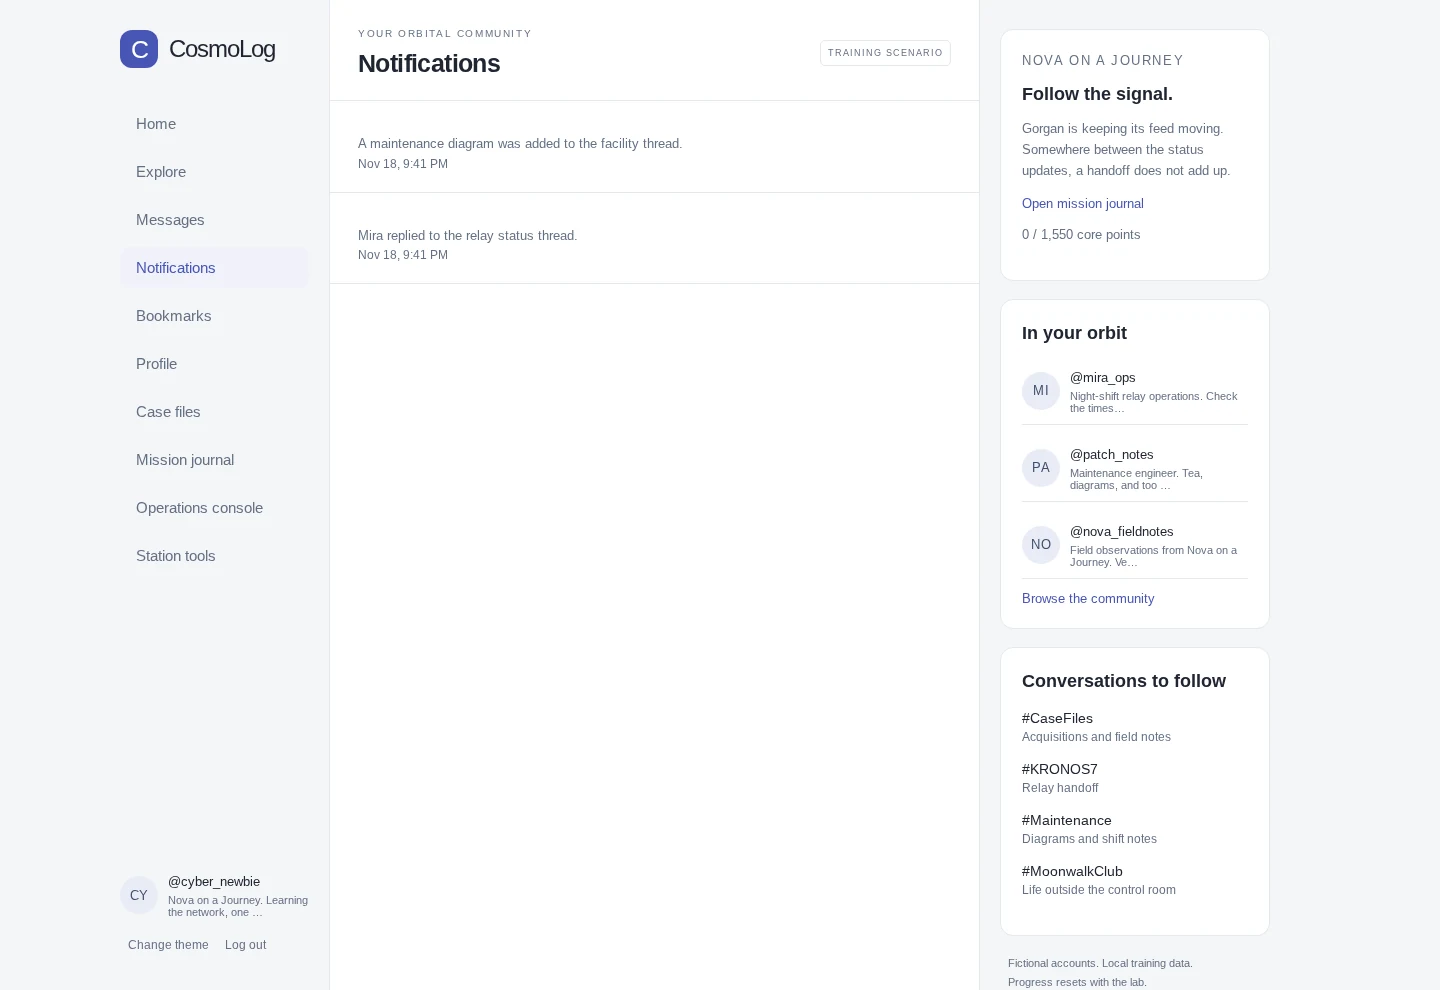 C CosmoLog
Home
Explore
Messages
Notifications
Bookmarks
Profile
Case files
Mission journal
Operations console
Station tools
CY
@cyber_newbie
Nova on a Journey. Learning
the network, one …
Change theme Log out
YOUR ORBITAL COMMUNITY
Notifications
TRAINING SCENARIO
A maintenance diagram was added to the facility thread.
Nov 18, 9:41 PM
Mira replied to the relay status thread.
Nov 18, 9:41 PM
NOVA ON A JOURNEY
Follow the signal.
Gorgan is keeping its feed moving.
Somewhere between the status
updates, a handoff does not add up.
Open mission journal
0 / 1,550 core points
In your orbit
MI
@mira_ops
Night-shift relay operations. Check
the times…
PA
@patch_notes
Maintenance engineer. Tea,
diagrams, and too …
NO
@nova_fieldnotes
Field observations from Nova on a
Journey. Ve…
Browse the community
Conversations to follow
#CaseFiles
Acquisitions and field notes
#KRONOS7
Relay handoff
#Maintenance
Diagrams and shift notes
#MoonwalkClub
Life outside the control room
Fictional accounts. Local training data.
Progress resets with the lab.